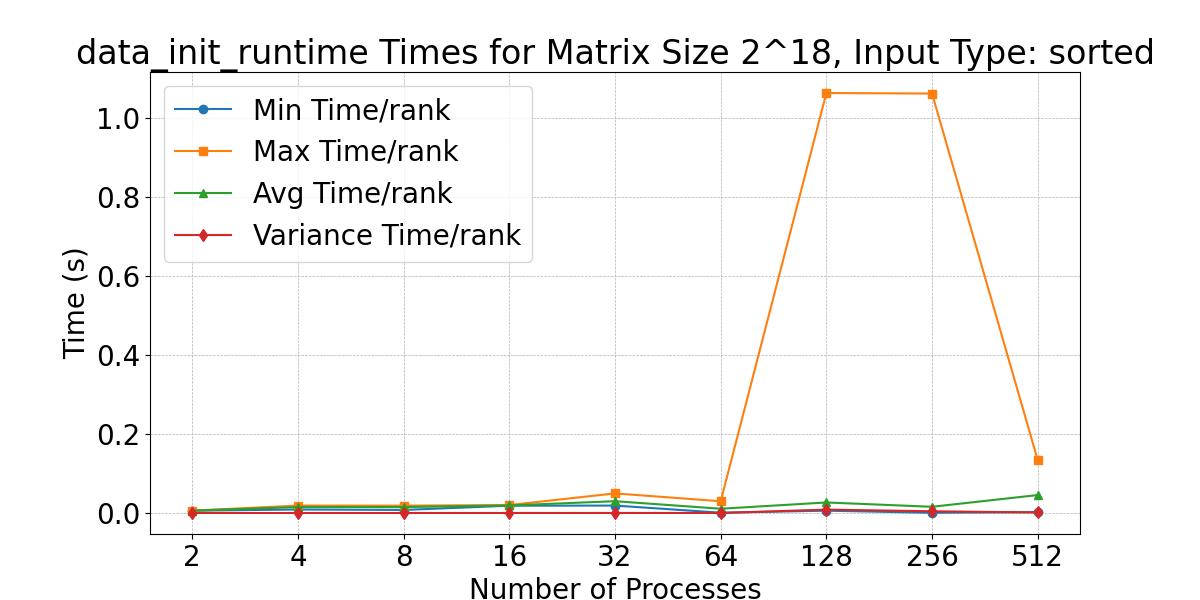 data_init_runtime Times for Matrix Size 2^18, Input Type: sorted
Min Time/rank
Max Time/rank
Avg Time/rank
Variance Time/rank
Time (s)
1.0
0.8
0.6
0.4
0.2
0.0
2 4 8 16 32 64 128 256 512
Number of Processes